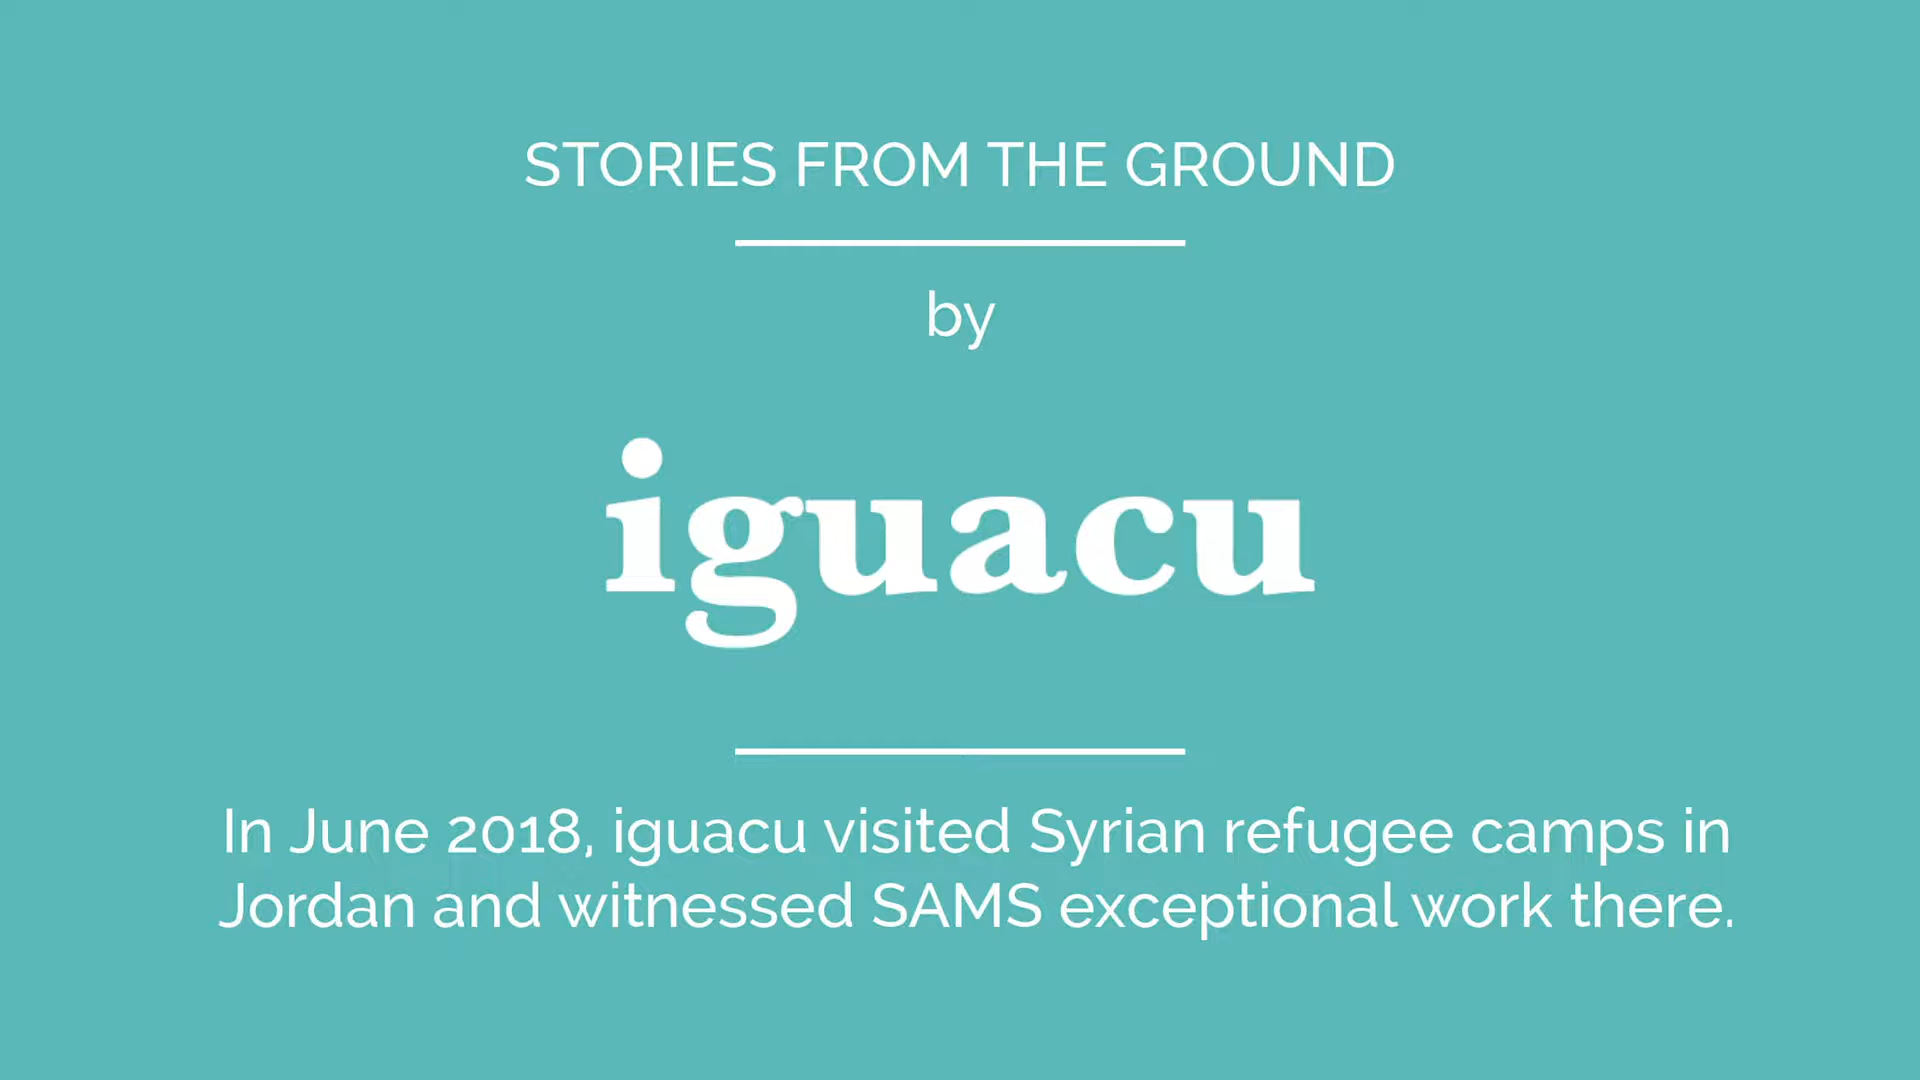 STORIES FROM THE GROUND
by
iguacu
In June 2018, iguacu visited Syrian refugee camps in
Jordan and witnessed SAMS exceptional work there.